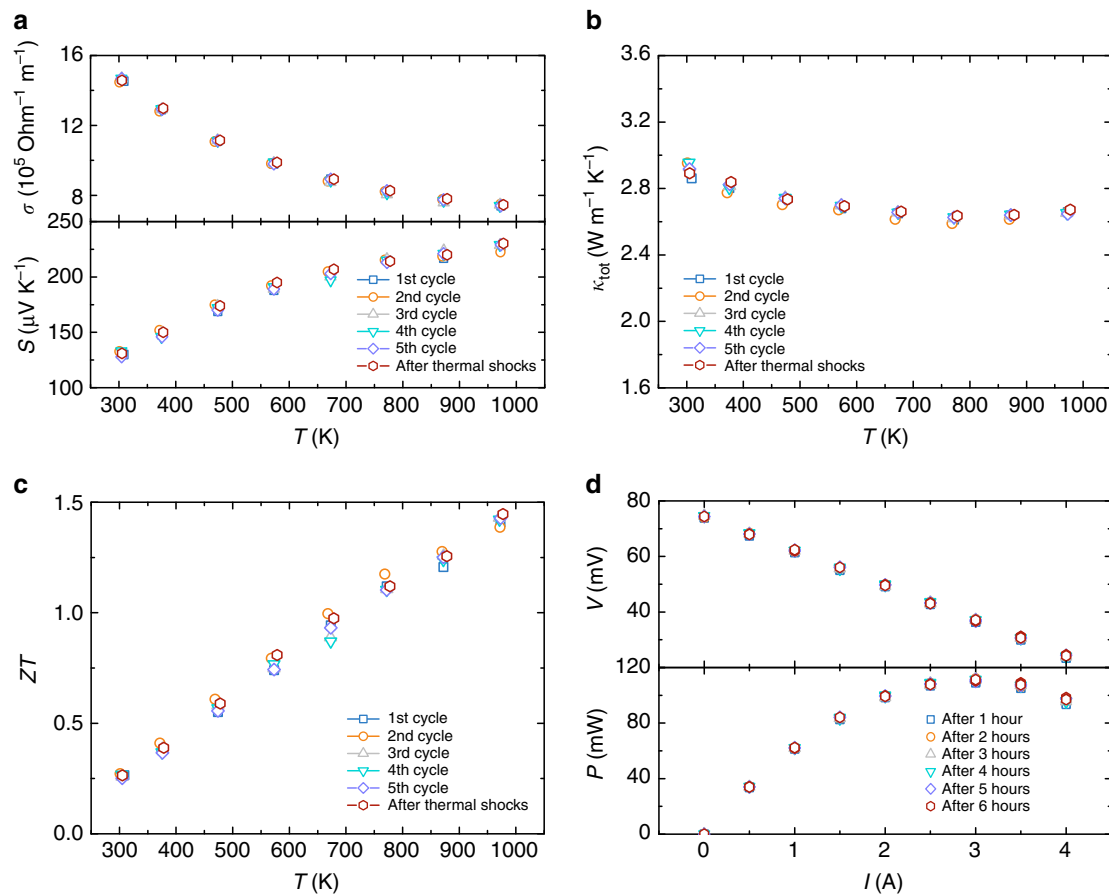 a
16
12
8
σ (10⁵ Ohm⁻¹ m⁻¹)
250
200
150
100
S (μV K⁻¹)
1st cycle
2nd cycle
3rd cycle
4th cycle
5th cycle
After thermal shocks
300 400 500 600 700 800 900 1000
T (K)
b
3.6
3.2
2.8
2.4
2.0
1.6
κtot (W m⁻¹ K⁻¹)
1st cycle
2nd cycle
3rd cycle
4th cycle
5th cycle
After thermal shocks
300 400 500 600 700 800 900 1000
T (K)
c
1.5
1.0
0.5
0.0
ZT
1st cycle
2nd cycle
3rd cycle
4th cycle
5th cycle
After thermal shocks
300 400 500 600 700 800 900 1000
T (K)
d
80
60
40
V (mV)
120
80
40
0
P (mW)
After 1 hour
After 2 hours
After 3 hours
After 4 hours
After 5 hours
After 6 hours
0 1 2 3 4
I (A)